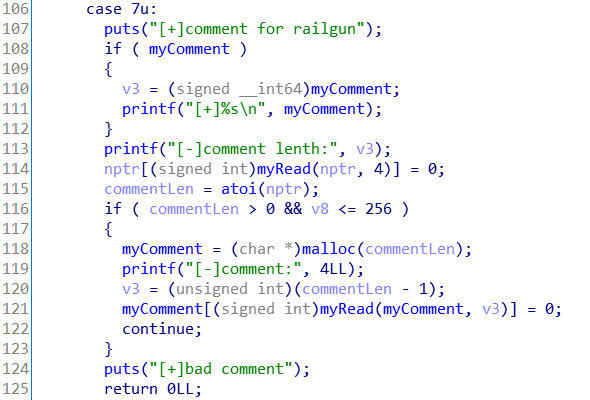 106 case 7u:
107 puts("[+]comment for railgun");
108 if ( myComment )
109 {
110 v3 = (signed __int64)myComment;
111 printf("[+]%s\n", myComment);
112 }
113 printf("[-]comment lenth:", v3);
114 nptr[(signed int)myRead(nptr, 4)] = 0;
115 commentLen = atoi(nptr);
116 if ( commentLen > 0 && v8 <= 256 )
117 {
118 myComment = (char *)malloc(commentLen);
119 printf("[-]comment:", 4LL);
120 v3 = (unsigned int)(commentLen - 1);
121 myComment[(signed int)myRead(myComment, v3)] = 0;
122 continue;
123 }
124 puts("[+]bad comment");
125 return 0LL;